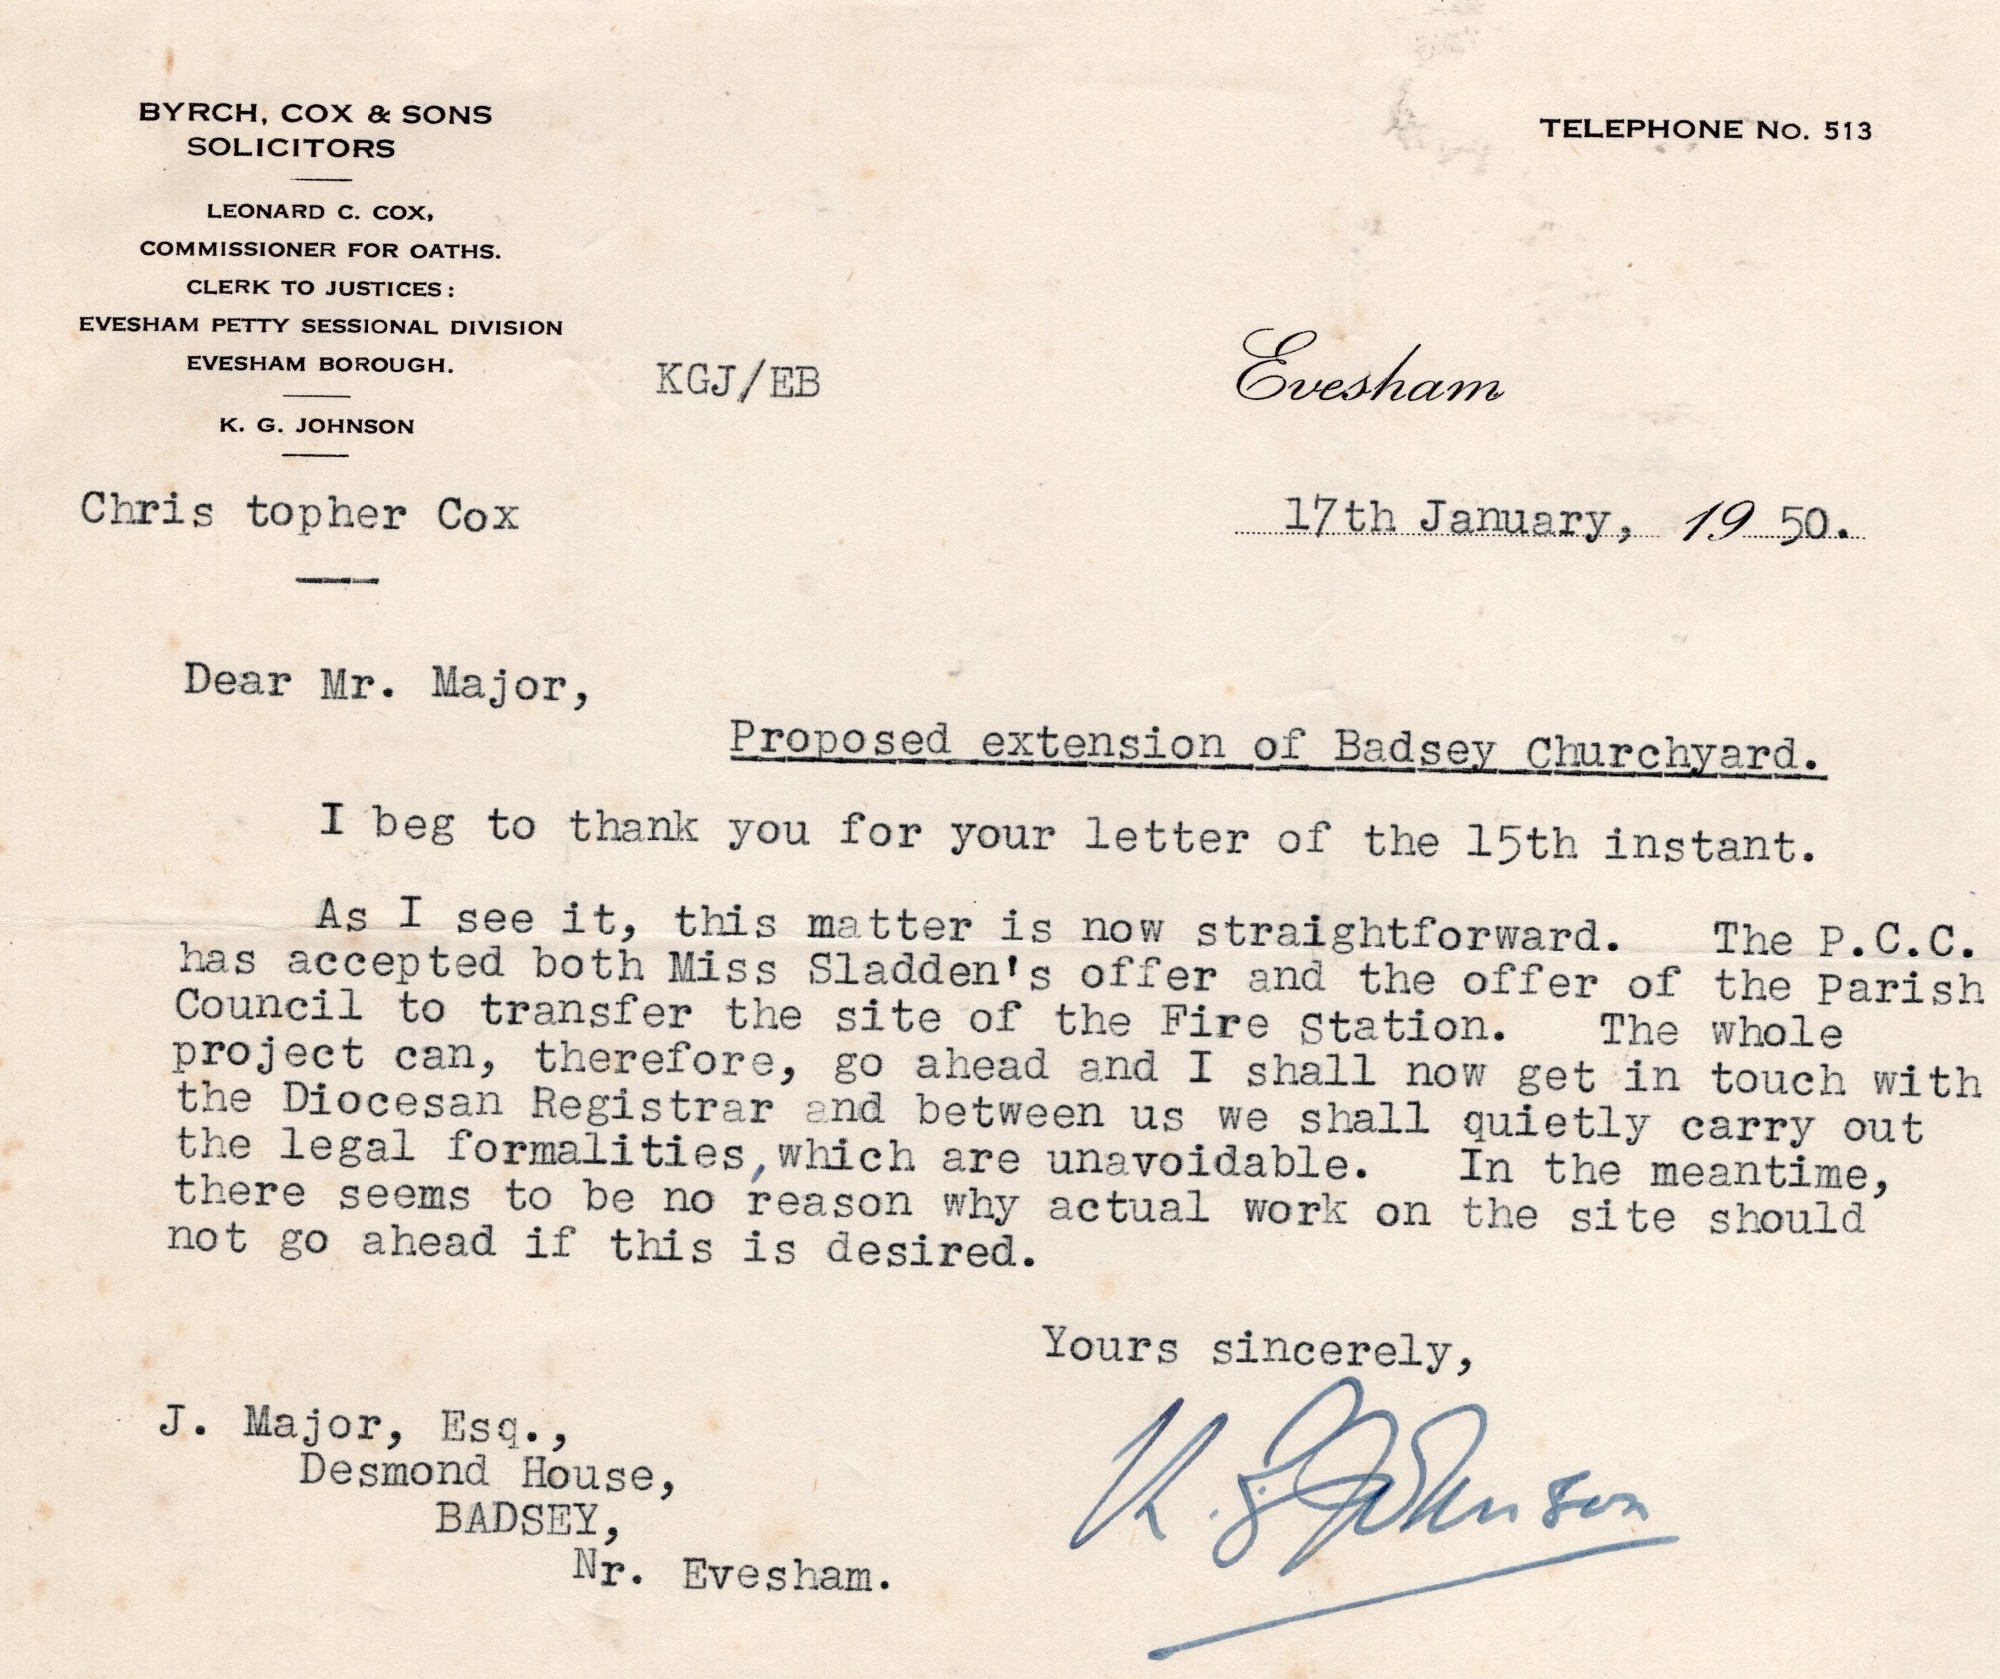 BYRCH, COX & SONS
SOLICITORS
LEONARD C. COX,
COMMISSIONER FOR OATHS.
CLERK TO JUSTICES:
EVESHAM PETTY SESSIONAL DIVISION
EVESHAM BOROUGH.
K. G. JOHNSON
Chris topher Cox
TELEPHONE No. 513
KGJ/EB
Evesham
17th January, 19 50.
Dear Mr. Major,
Proposed extension of Badsey Churchyard.
I beg to thank you for your letter of the 15th instant.
As I see it, this matter is now straightforward. The P.C.C.
has accepted both Miss Sladden's offer and the offer of the Parish
Council to transfer the site of the Fire Station. The whole
project can, therefore, go ahead and I shall now get in touch with
the Diocesan Registrar and between us we shall quietly carry out
the legal formalities, which are unavoidable. In the meantime,
there seems to be no reason why actual work on the site should
not go ahead if this is desired.
Yours sincerely,
K. G. Johnson
J. Major, Esq.,
Desmond House,
BADSEY,
Nr. Evesham.